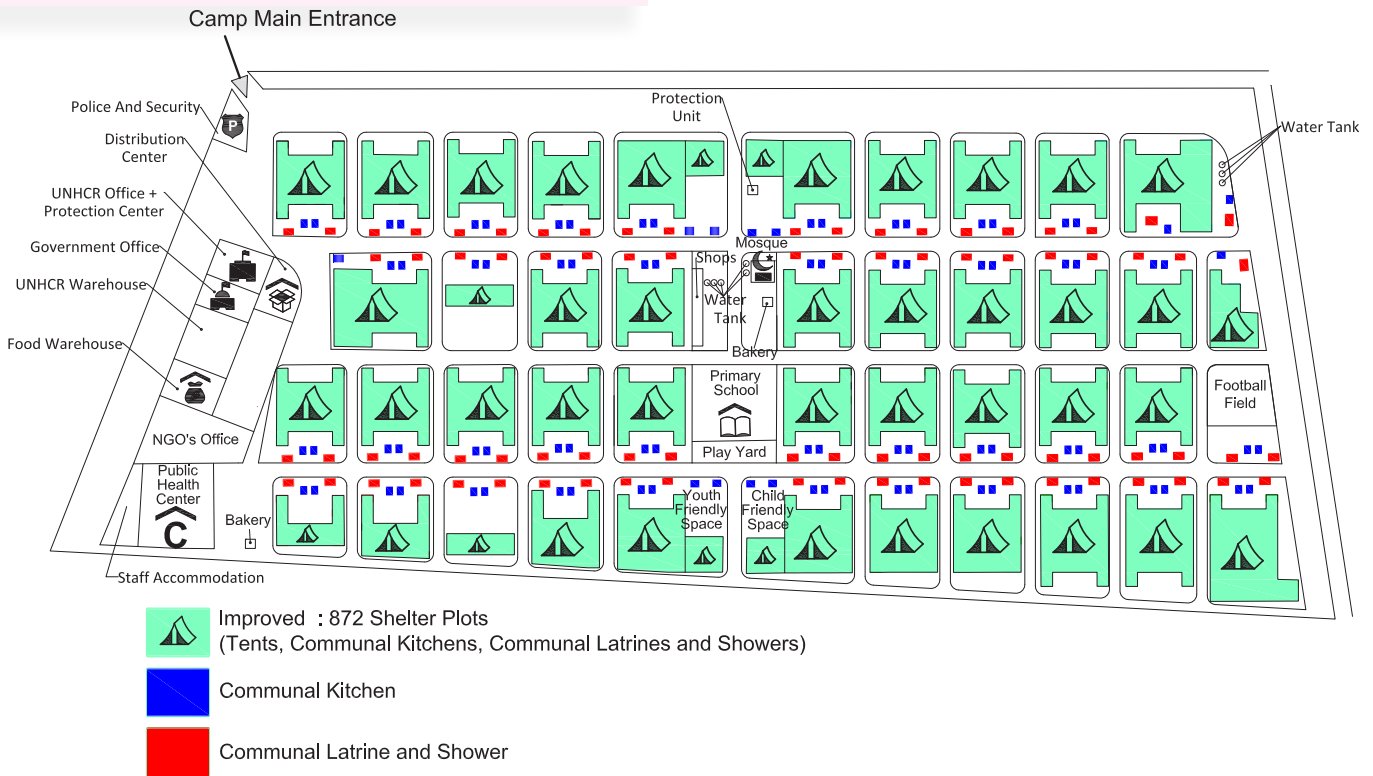 Camp Main Entrance
Police And Security
P
Distribution
Center
UNHCR Office +
Protection Center
Government Office
UNHCR Warehouse
Food Warehouse
NGO's Office
Public
Health
Center
C
Bakery
Staff Accommodation
Protection
Unit
Water Tank
Mosque
Shops
Water
Tank
Bakery
Primary
School
Play Yard
Football
Field
Youth
Friendly
Space
Child
Friendly
Space
Improved : 872 Shelter Plots
(Tents, Communal Kitchens, Communal Latrines and Showers)
Communal Kitchen
Communal Latrine and Shower